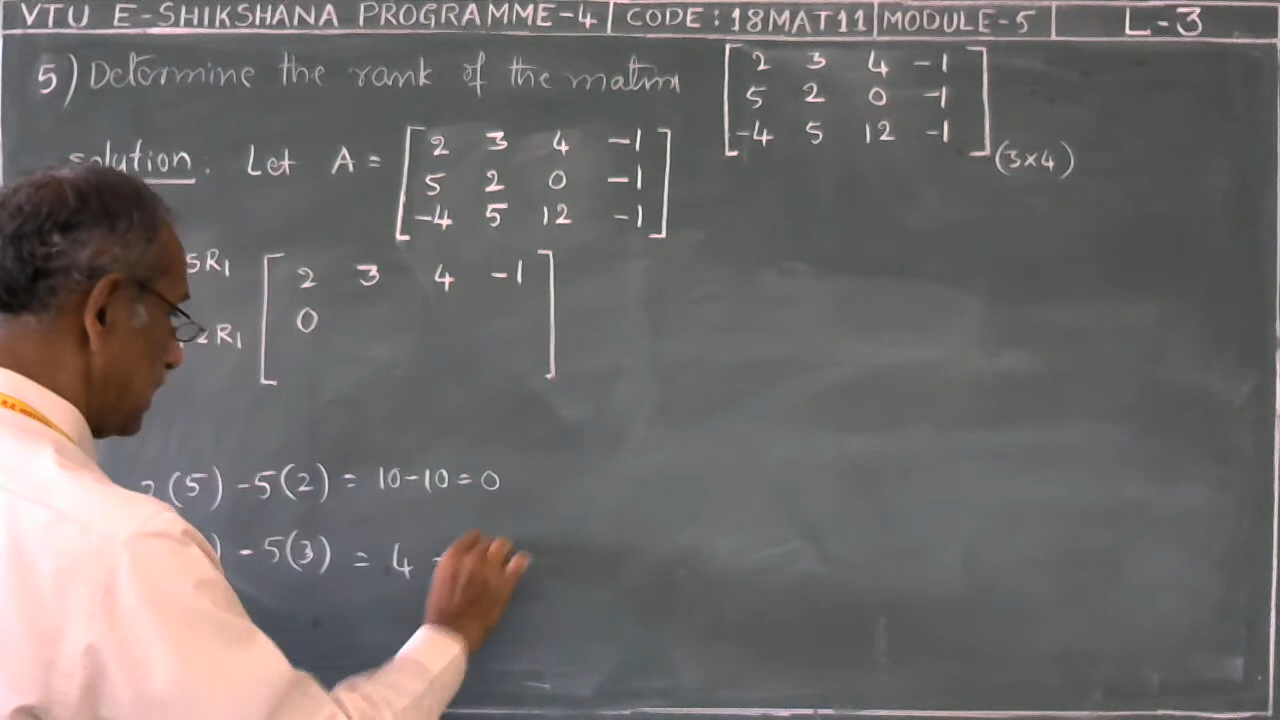 VTU E-SHIKSHANA PROGRAMME-4 CODE: 18MAT11 MODULE-5 L-3
5) Determine the rank of the matrix
2 3 4 -1
5 2 0 -1
-4 5 12 -1
(3×4)
solution: Let A =
2 3 4 -1
5 2 0 -1
-4 5 12 -1
5R1 2 3 4 -1
0
2R1
2(5) -5(2) = 10-10=0
) - 5(3) = 4 -